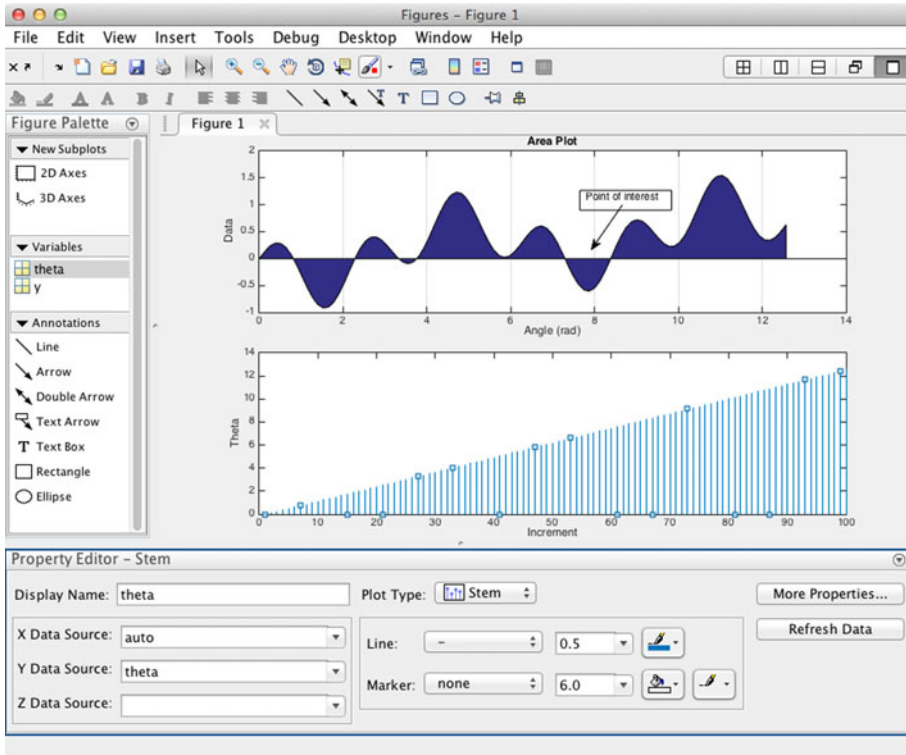 Figures – Figure 1
File Edit View Insert Tools Debug Desktop Window Help
A A B I T
Figure Palette
Figure 1
New Subplots
2D Axes
3D Axes
Variables
theta
y
Annotations
Line
Arrow
Double Arrow
Text Arrow
T Text Box
Rectangle
Ellipse
Area Plot
2
1.5
1
0.5
0
-0.5
-1
Data
Point of interest
0 2 4 6 8 10 12 14
Angle (rad)
14
12
10
8
6
4
2
0
Theta
0 10 20 30 40 50 60 70 80 90 100
Increment
Property Editor – Stem
Display Name: theta
Plot Type: Stem
More Properties...
X Data Source: auto
Y Data Source: theta
Z Data Source:
Line: – 0.5
Marker: none 6.0
Refresh Data